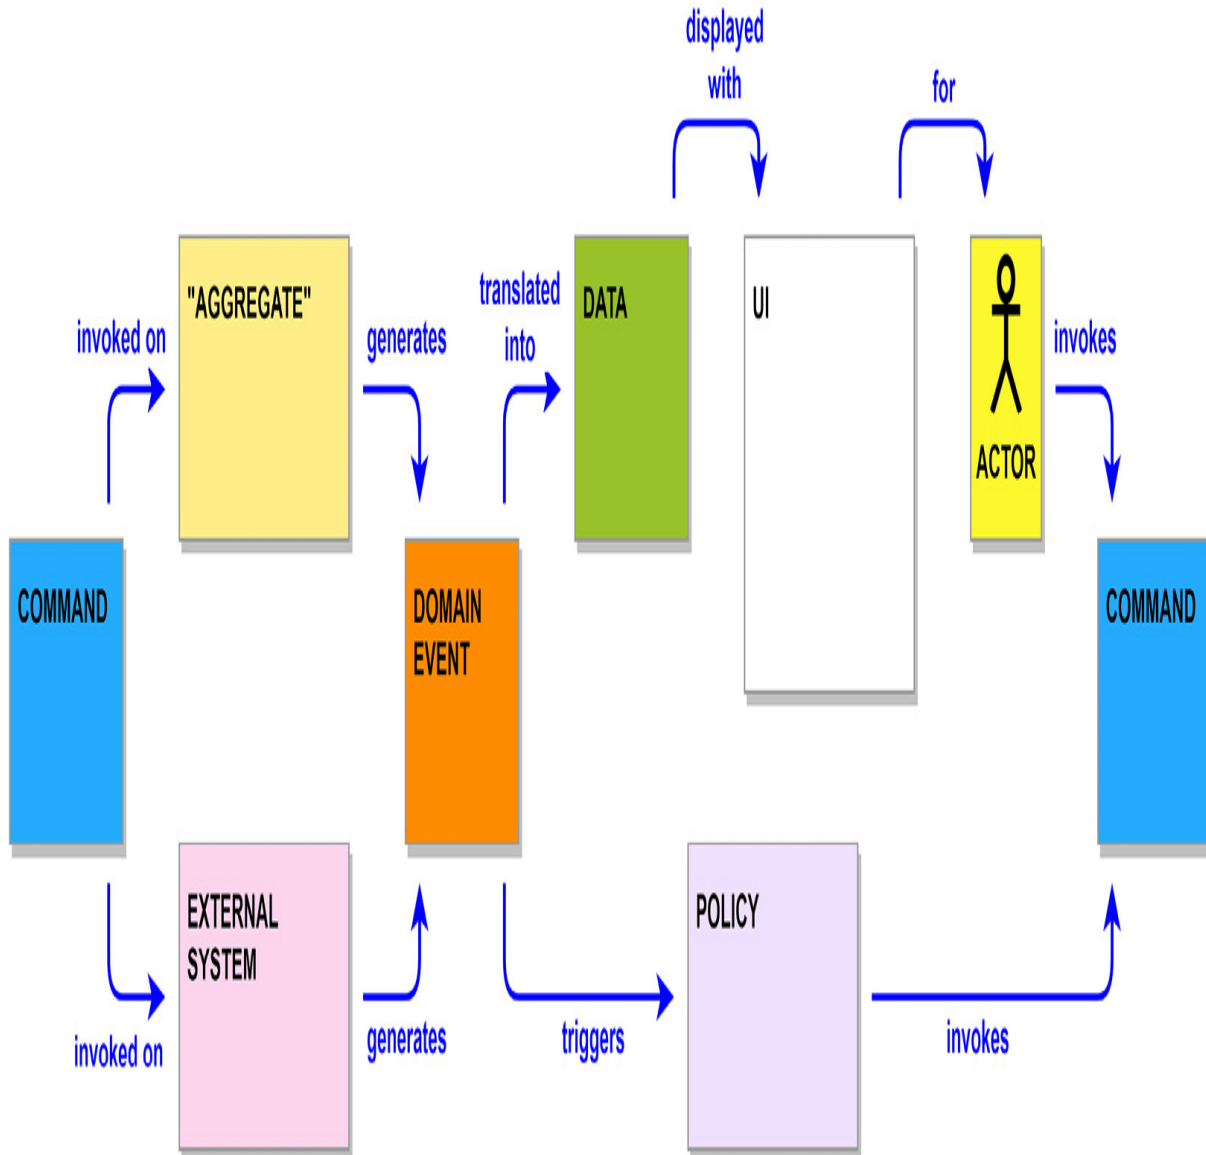 displayed
with
for
"AGGREGATE"
invoked on
generates
translated
into
DATA
UI
invokes
ACTOR
COMMAND
DOMAIN
EVENT
COMMAND
EXTERNAL
SYSTEM
POLICY
invoked on
generates
triggers
invokes